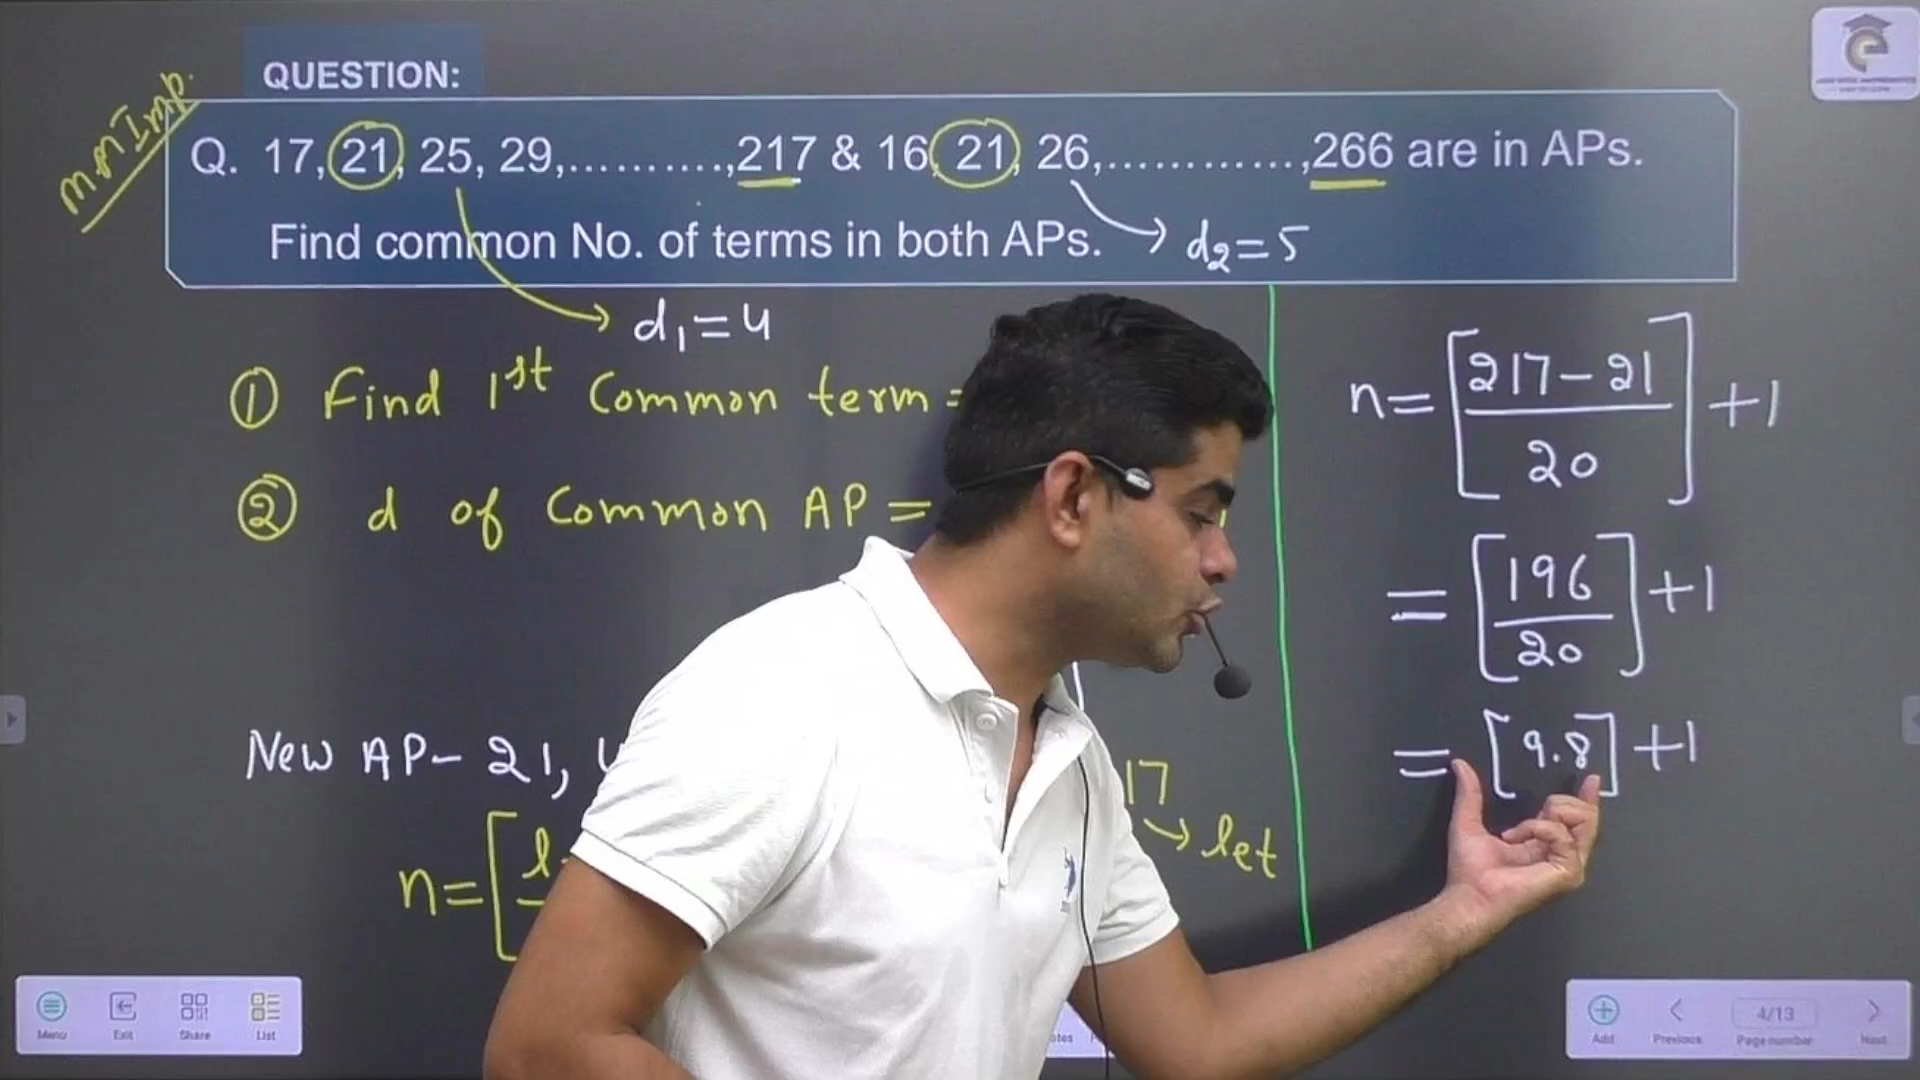 QUESTION:
M.M Imp.
Q. 17, 21, 25, 29,..........,217 & 16, 21, 26,.............,266 are in APs.
Find common No. of terms in both APs.
d2=5
d1=4
① Find 1st Common term =
② d of Common AP =
New AP- 21,
17
let
n=[
n=[217-21/20]+1
=[196/20]+1
=[9.8]+1
Menu
Exit
Share
List
Add
Previous
4/13
Page number
Next